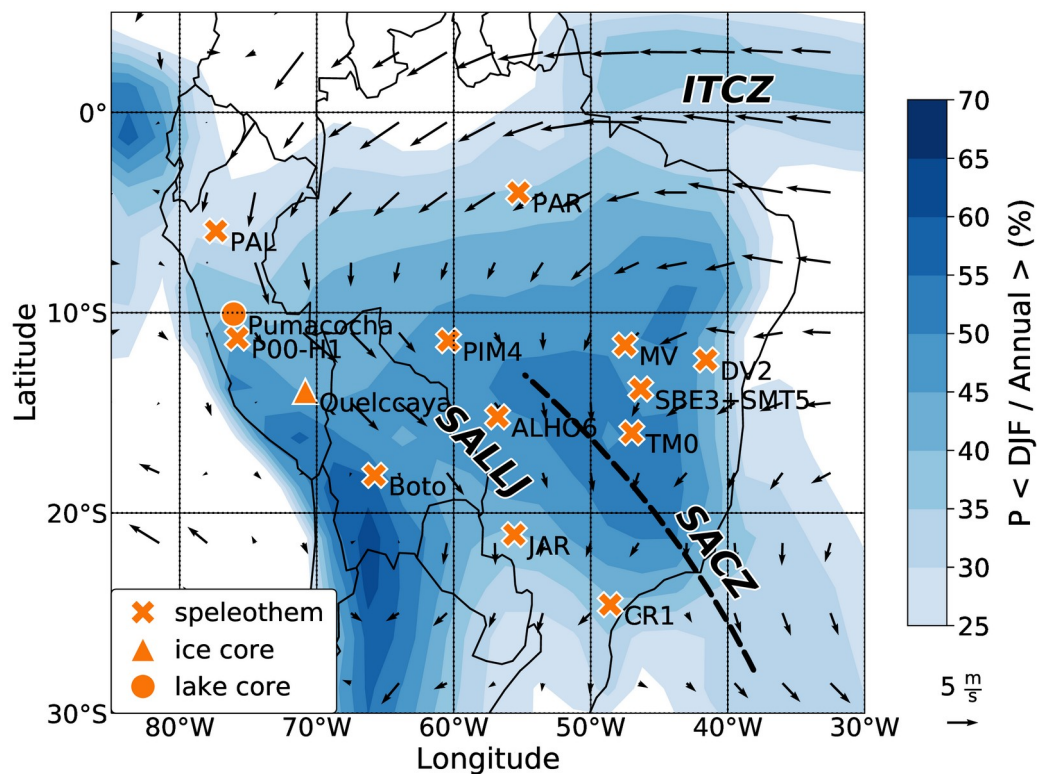 ITCZ
0°
PAR
PAL
10°S
Pumacocha
P00-H1
PIM4
MV
DV2
Quelccaya
SBE3+SMT5
ALHO6
TM0
SALLJ
Boto
20°S
SACZ
JAR
CR1
speleothem
ice core
lake core
30°S
80°W
70°W
60°W
50°W
40°W
30°W
Longitude
Latitude
70
65
60
55
50
45
40
35
30
25
P < DJF / Annual > (%)
5 m/s